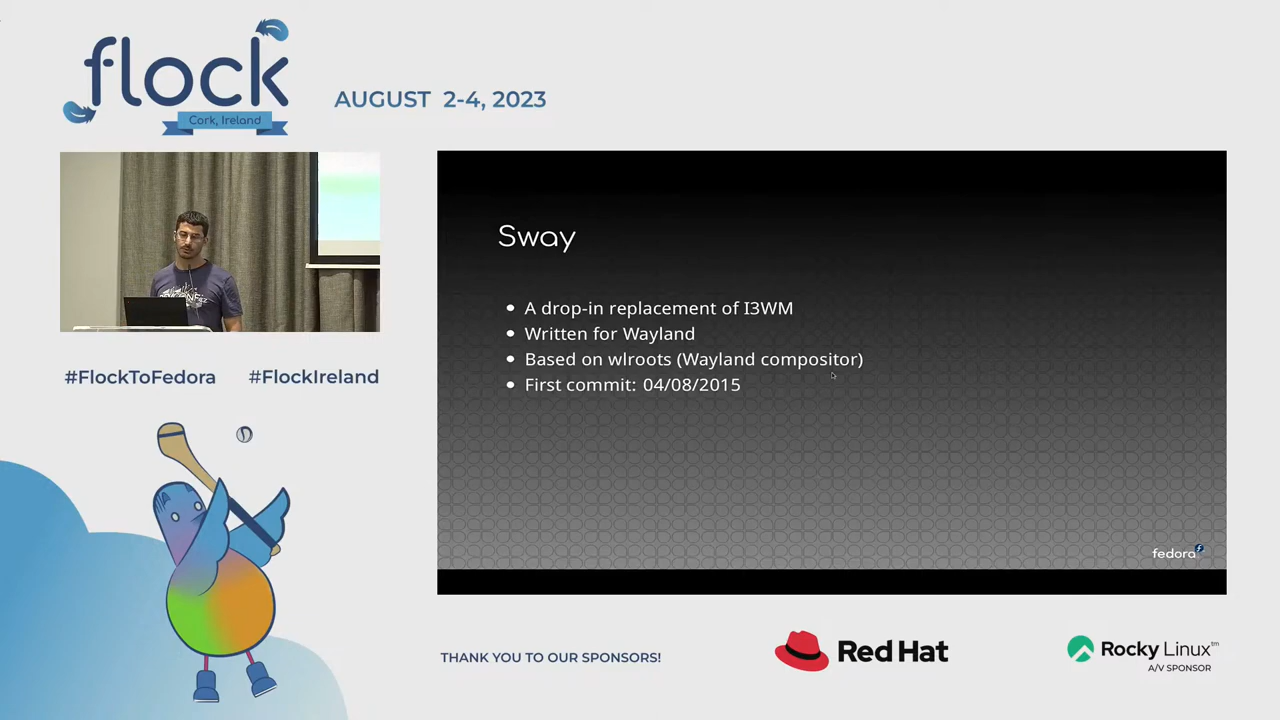 flock
Cork, Ireland
AUGUST 2-4, 2023
Sway
• A drop-in replacement of I3WM
• Written for Wayland
• Based on wlroots (Wayland compositor)
• First commit: 04/08/2015
fedora
#FlockToFedora #FlockIreland
THANK YOU TO OUR SPONSORS!
Red Hat
Rocky Linux™
A/V SPONSOR